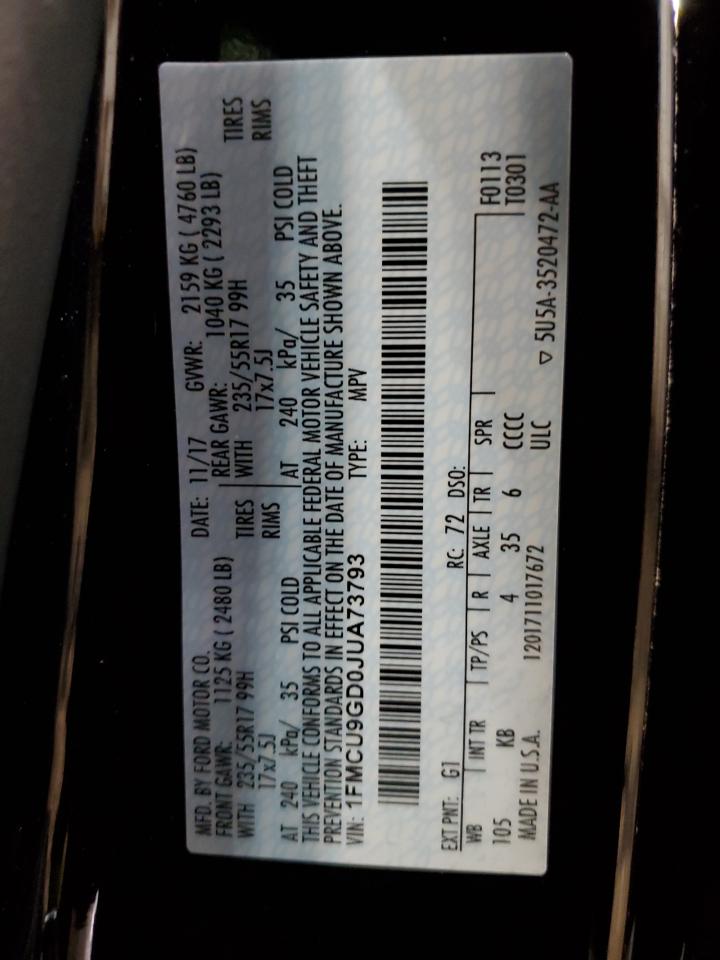 MFD. BY FORD MOTOR CO. DATE: 11/17 GVWR: 2159 KG ( 4760 LB)
FRONT GAWR: 1125 KG ( 2480 LB) REAR GAWR: 1040 KG ( 2293 LB)
WITH 235/55R17 99H TIRES WITH 235/55R17 99H TIRES
17x7.5J RIMS 17x7.5J RIMS
AT 240 kPa/ 35 PSI COLD AT 240 kPa/ 35 PSI COLD
THIS VEHICLE CONFORMS TO ALL APPLICABLE FEDERAL MOTOR VEHICLE SAFETY AND THEFT
PREVENTION STANDARDS IN EFFECT ON THE DATE OF MANUFACTURE SHOWN ABOVE.
VIN: 1FMCU9GD0JUA73793 TYPE: MPV
EXT PNT: G1 RC: 72 DSO:
WB INT TR TP/PS R AXLE TR SPR F0113
105 KB 4 35 6 CCCC T0301
MADE IN U.S.A. 1201711017672 ULC ▽ 5U5A-3520472-AA